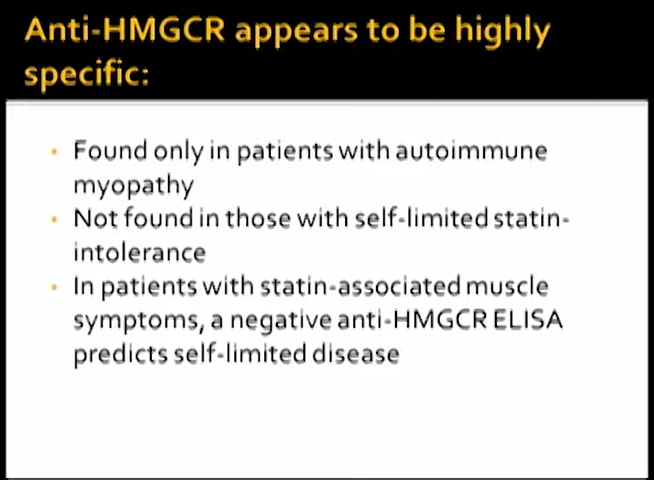 Anti-HMGCR appears to be highly
specific:
• Found only in patients with autoimmune
myopathy
• Not found in those with self-limited statin-
intolerance
• In patients with statin-associated muscle
symptoms, a negative anti-HMGCR ELISA
predicts self-limited disease